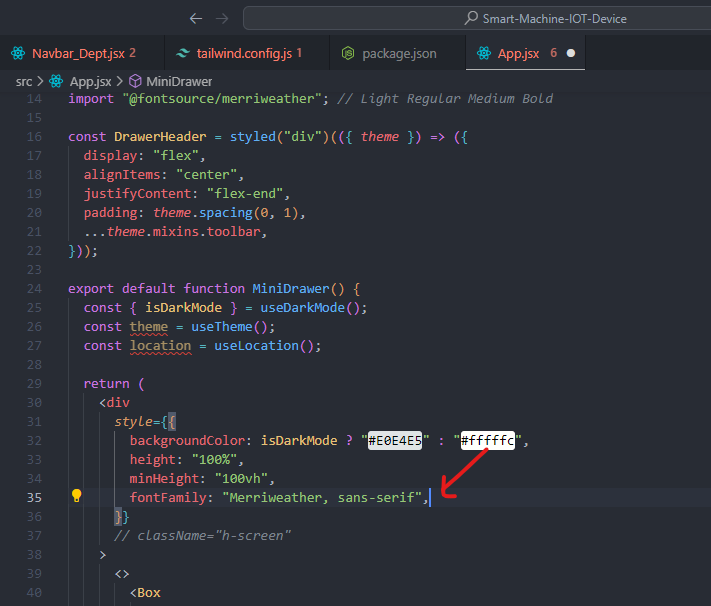 Smart-Machine-IOT-Device
Navbar_Dept.jsx 2
tailwind.config.js 1
package.json
App.jsx 6
src > App.jsx > MiniDrawer
14 import "@fontsource/merriweather"; // Light Regular Medium Bold
15
16 const DrawerHeader = styled("div")(({ theme }) => ({
17   display: "flex",
18   alignItems: "center",
19   justifyContent: "flex-end",
20   padding: theme.spacing(0, 1),
21   ...theme.mixins.toolbar,
22 }));
23
24 export default function MiniDrawer() {
25   const { isDarkMode } = useDarkMode();
26   const theme = useTheme();
27   const location = useLocation();
28
29   return (
30     <div
31       style={{
32         backgroundColor: isDarkMode ? "#E0E4E5" : "#fffffc",
33         height: "100%",
34         minHeight: "100vh",
35         fontFamily: "Merriweather, sans-serif",
36       }}
37       // className="h-screen"
38     >
39       <>
40         <Box